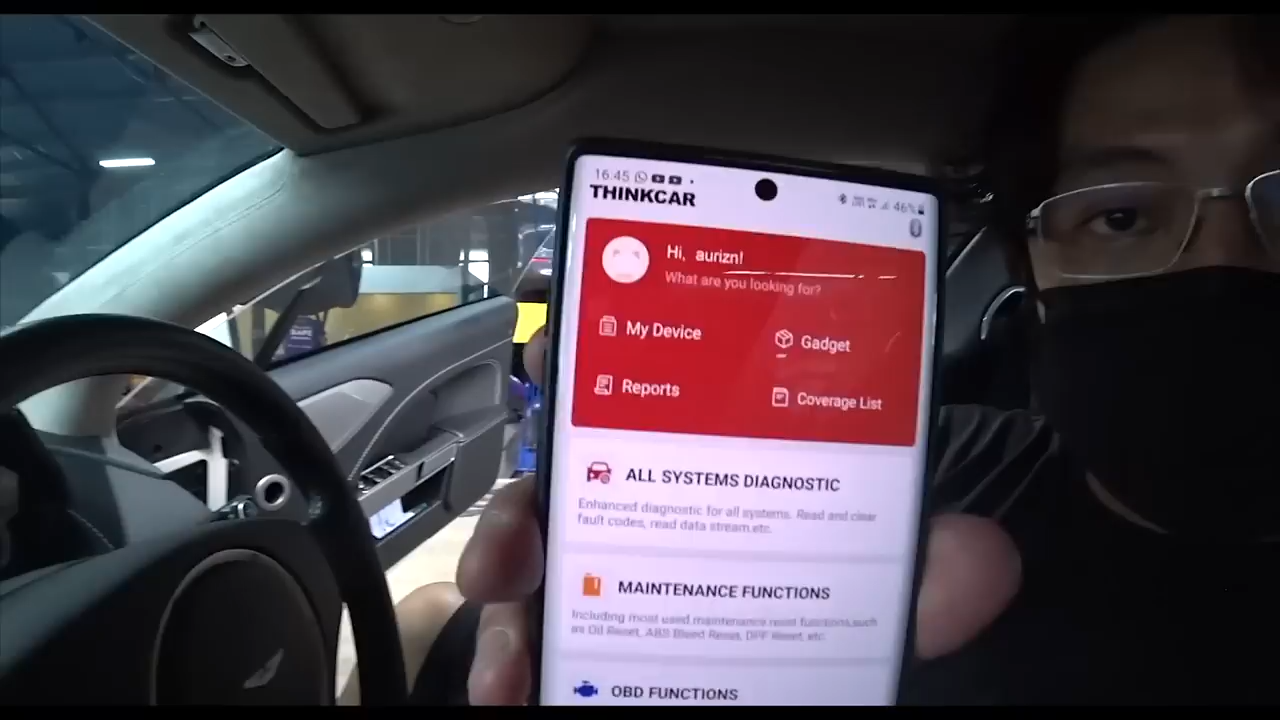 16:45
46%
THINKCAR
Hi, aurizn!
What are you looking for?
My Device
Gadget
Reports
Coverage List
ALL SYSTEMS DIAGNOSTIC
Enhanced diagnostic for all systems. Read and clear
fault codes, read data stream,etc.
MAINTENANCE FUNCTIONS
Including most used maintenance reset functions,such
as Oil Reset, ABS Bleed Reset, DPF Reset, etc.
OBD FUNCTIONS